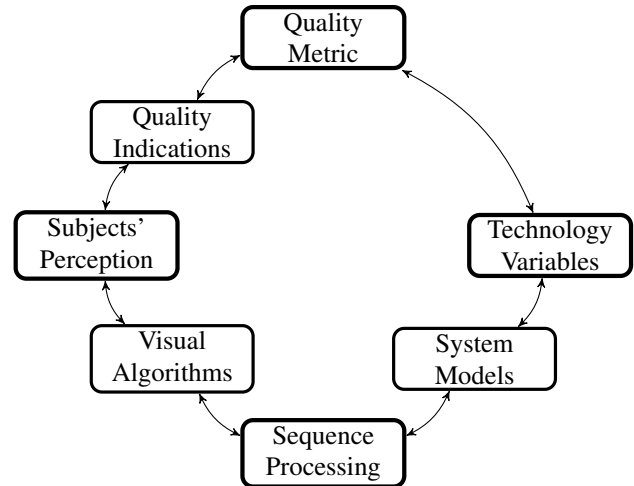 Quality
Metric
Quality
Indications
Subjects'
Perception
Technology
Variables
Visual
Algorithms
System
Models
Sequence
Processing